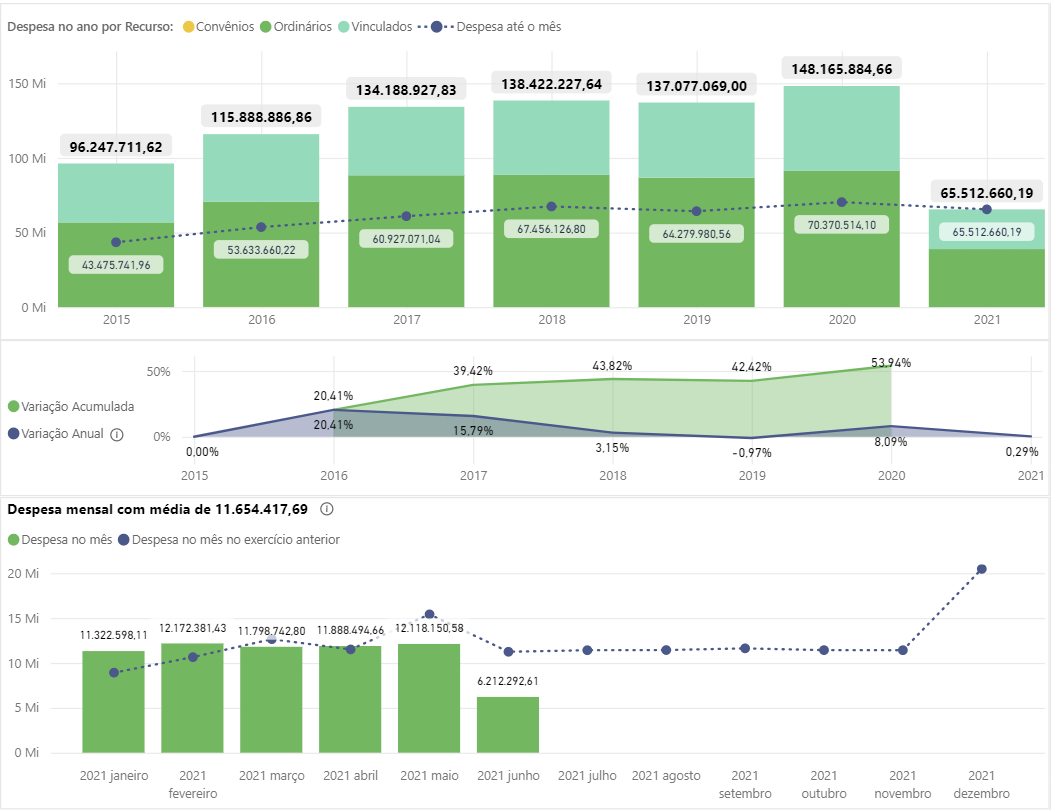 Despesa no ano por Recurso: Convênios Ordinários Vinculados Despesa até o mês
150 Mi
100 Mi
50 Mi
0 Mi
96.247.711,62
115.888.886,86
134.188.927,83
138.422.227,64
137.077.069,00
148.165.884,66
65.512.660,19
43.475.741,96
53.633.660,22
60.927.071,04
67.456.126,80
64.279.980,56
70.370.514,10
65.512.660,19
2015 2016 2017 2018 2019 2020 2021
Variação Acumulada
Variação Anual
50%
0%
20,41%
39,42%
43,82%
42,42%
53,94%
0,00%
20,41%
15,79%
3,15%
-0,97%
8,09%
0,29%
2015 2016 2017 2018 2019 2020 2021
Despesa mensal com média de 11.654.417,69
Despesa no mês Despesa no mês no exercício anterior
20 Mi
15 Mi
10 Mi
5 Mi
0 Mi
11.322.598,11
12.172.381,43
11.798.742,80
11.888.494,66
12.118.150,58
6.212.292,61
2021 janeiro
2021
fevereiro
2021 março
2021 abril
2021 maio
2021 junho
2021 julho
2021 agosto
2021
setembro
2021
outubro
2021
novembro
2021
dezembro